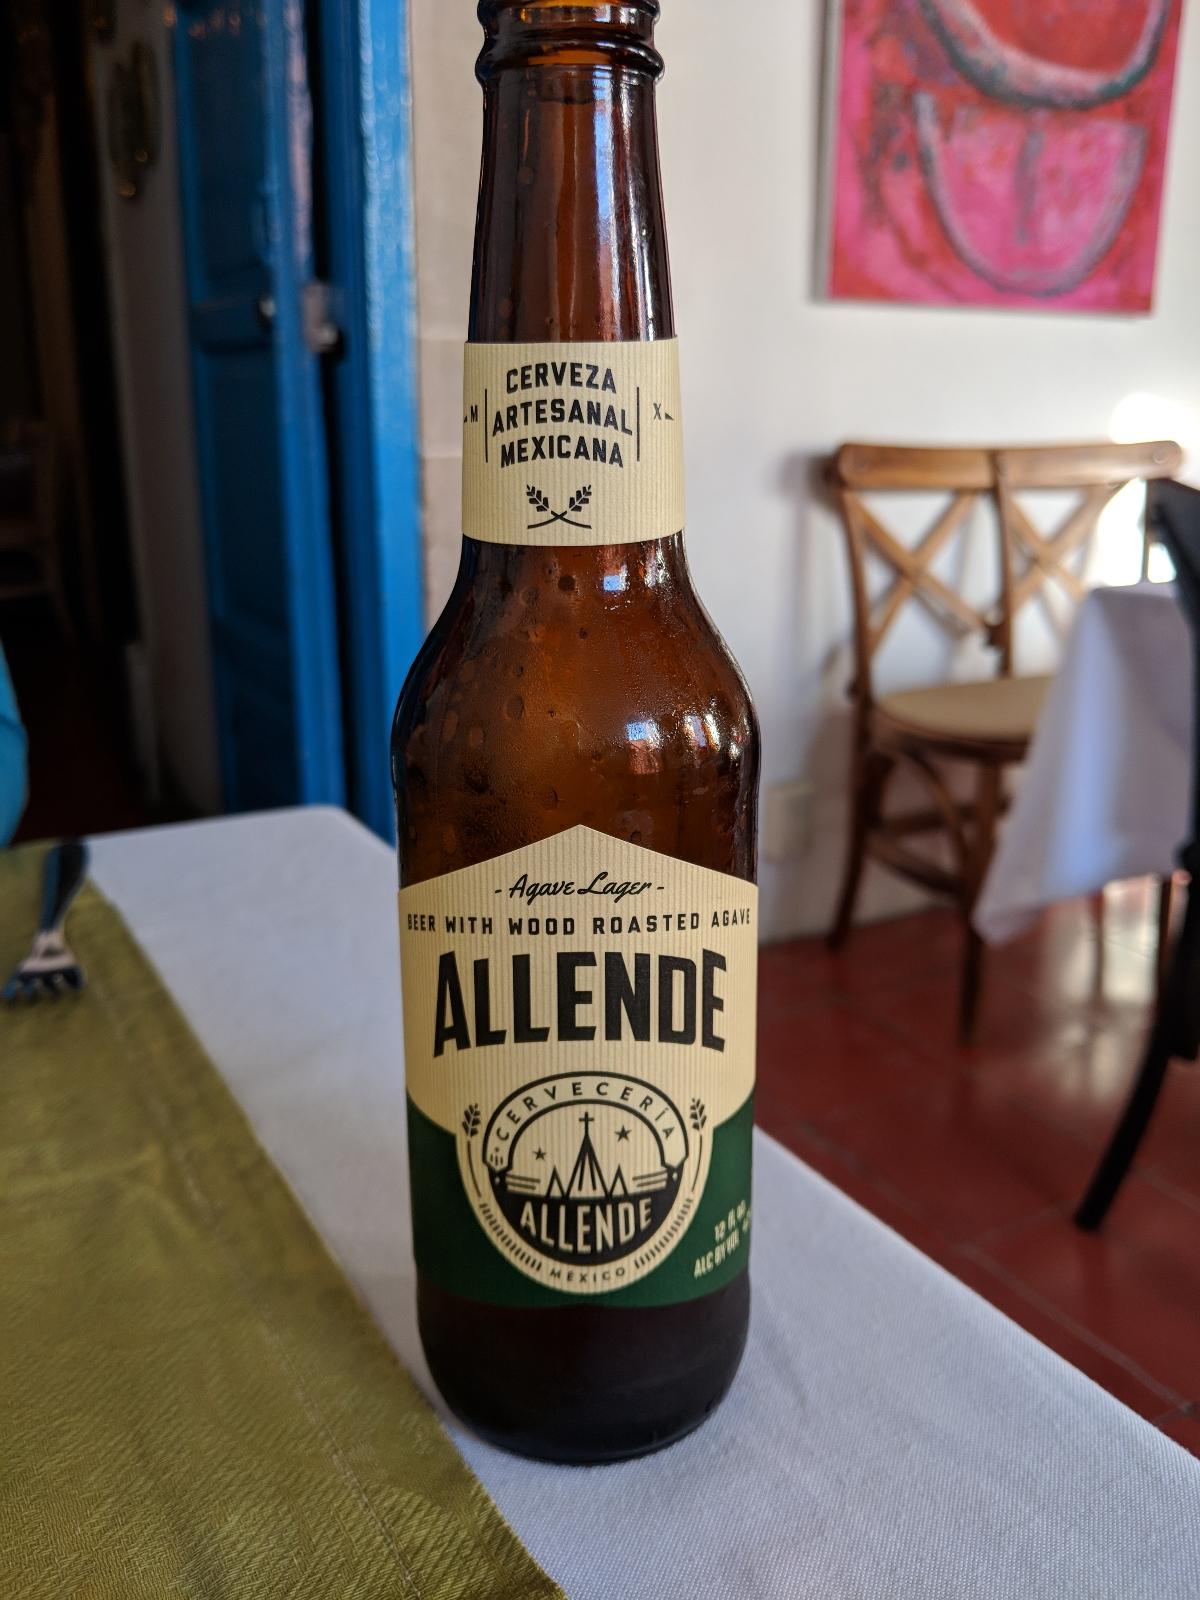 CERVEZA
M ARTESANAL X
MEXICANA
- Agave Lager -
BEER WITH WOOD ROASTED AGAVE
ALLENDE
CERVECERÍA
ALLENDE
MÉXICO
12 fl oz
ALC BY VOL